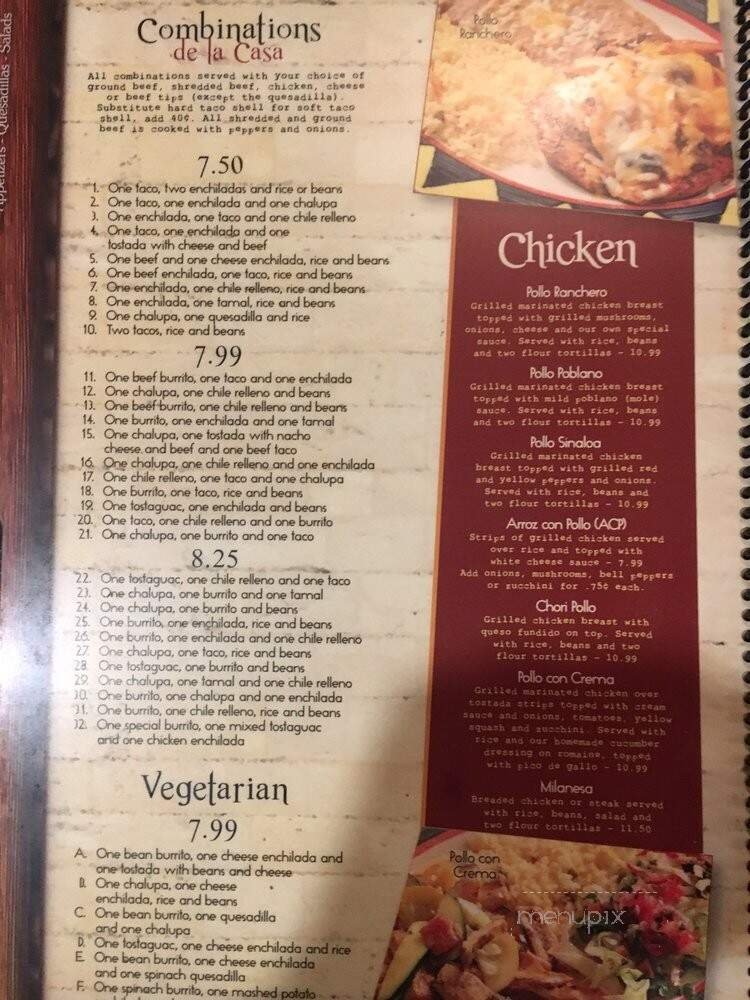 Appetizers - Quesadillas - Salads
Combinations
de la Casa
All combinations served with your choice of
ground beef, shredded beef, chicken, cheese
or beef tips (except the quesadilla).
Substitute hard taco shell for soft taco
shell, add 40¢. All shredded and ground
beef is cooked with peppers and onions.
7.50
1. One taco, two enchiladas and rice or beans
2. One taco, one enchilada and one chalupa
3. One enchilada, one taco and one chile relleno
4. One taco, one enchilada and one
tostada with cheese and beef
5. One beef and one cheese enchilada, rice and beans
6. One beef enchilada, one taco, rice and beans
7. One enchilada, one chile relleno, rice and beans
8. One enchilada, one tamal, rice and beans
9. One chalupa, one quesadilla and rice
10. Two tacos, rice and beans
7.99
11. One beef burrito, one taco and one enchilada
12. One chalupa, one chile relleno and beans
13. One beef burrito, one chile relleno and beans
14. One burrito, one enchilada and one tamal
15. One chalupa, one tostada with nacho
cheese and beef and one beef taco
16. One chalupa, one chile relleno and one enchilada
17. One chile relleno, one taco and one chalupa
18. One burrito, one taco, rice and beans
19. One tostaguac, one enchilada and beans
20. One taco, one chile relleno and one burrito
21. One chalupa, one burrito and one taco
8.25
22. One tostaguac, one chile relleno and one taco
23. One chalupa, one burrito and one tamal
24. One chalupa, one burrito and beans
25. One burrito, one enchilada, rice and beans
26. One burrito, one enchilada and one chile relleno
27. One chalupa, one taco, rice and beans
28. One tostaguac, one burrito and beans
29. One chalupa, one tamal and one chile relleno
30. One burrito, one chalupa and one enchilada
31. One burrito, one chile relleno, rice and beans
32. One special burrito, one mixed tostaguac
and one chicken enchilada
Vegetarian
7.99
A. One bean burrito, one cheese enchilada and
one tostada with beans and cheese
B. One chalupa, one cheese
enchilada, rice and beans
C. One bean burrito, one quesadilla
and one chalupa
D. One tostaguac, one cheese enchilada and rice
E. One bean burrito, one cheese enchilada
and one spinach quesadilla
F. One spinach burrito, one mashed potato
Pollo
Ranchero
Chicken
Pollo Ranchero
Grilled marinated chicken breast
topped with grilled mushrooms,
onions, cheese and our own special
sauce. Served with rice, beans
and two flour tortillas - 10.99
Pollo Poblano
Grilled marinated chicken breast
topped with mild poblano (mole)
sauce. Served with rice, beans
and two flour tortillas - 10.99
Pollo Sinaloa
Grilled marinated chicken
breast topped with grilled red
and yellow peppers and onions.
Served with rice, beans and
two flour tortillas - 10.99
Arroz con Pollo (ACP)
Strips of grilled chicken served
over rice and topped with
white cheese sauce - 7.99
Add onions, mushrooms, bell peppers
or zucchini for .75¢ each.
Chori Pollo
Grilled chicken breast with
queso fundido on top. Served
with rice, beans and two
flour tortillas - 10.99
Pollo con Crema
Grilled marinated chicken over
tostada strips topped with cream
sauce and onions, tomatoes, yellow
squash and zucchini. Served with
rice and our homemade cucumber
dressing on romaine, topped
with pico de gallo - 10.99
Milanesa
Breaded chicken or steak served
with rice, beans, salad and
two flour tortillas - 11.50
Pollo con
Crema
menupix